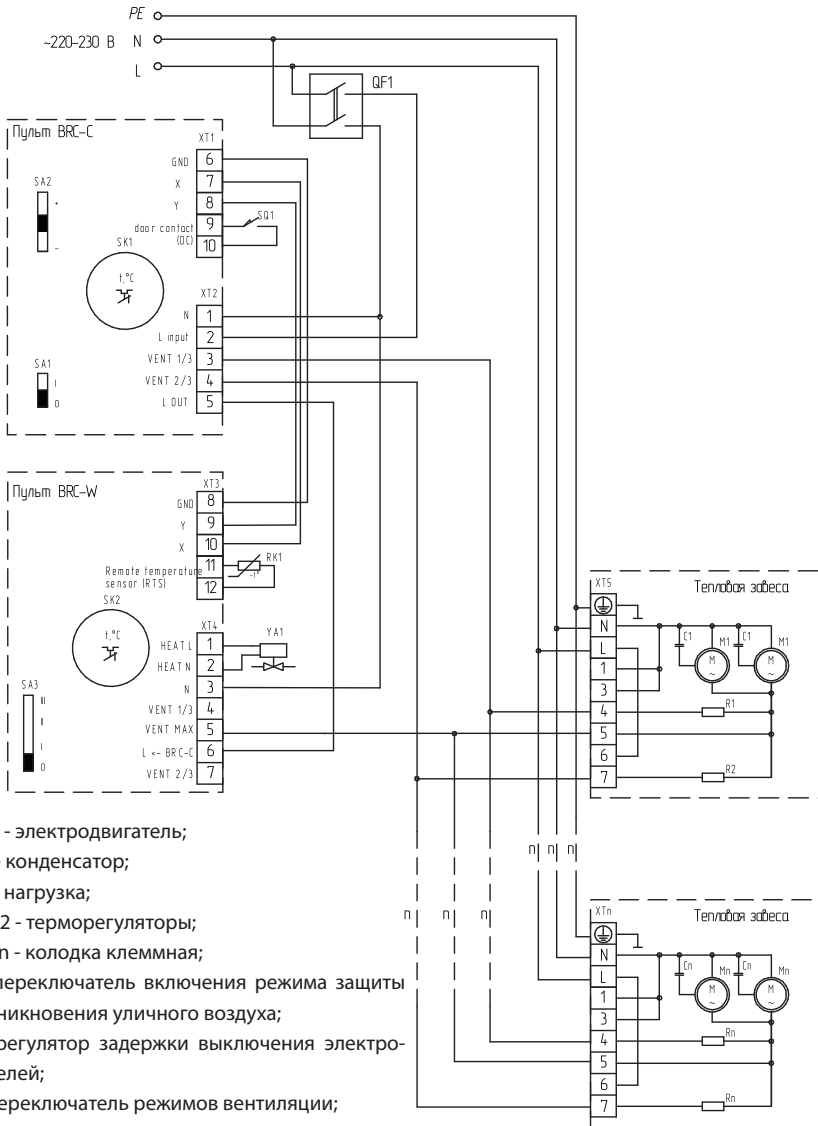 PE
~220-230 В N
L
QF1
Пульт BRC-C
XT1
SA2
+
-
GND 6
X 7
Y 8
door contact (DC)
9
10
SQ1
SK1
t,°C
XT2
N 1
L input 2
VENT 1/3 3
VENT 2/3 4
L OUT 5
SA1
I
0
Пульт BRC-W
XT3
GND 8
Y 9
X 10
Remote temperature sensor (RTS)
11
12
RK1
-t°
SK2
t,°C
XT4
HEAT L 1
HEAT N 2
N 3
VENT 1/3 4
VENT MAX 5
L <- BRC-C 6
VENT 2/3 7
YA1
SA3
III
II
I
0
XT5
Тепловая завеса
N
L
1
3
4
5
6
7
C1
M1
C1
M1
M
~
M
~
R1
R2
п
п
п
п
п
п
XTn
Тепловая завеса
N
L
1
3
4
5
6
7
Cn
Mn
Cn
Mn
M
~
M
~
Rn
Rn
- электродвигатель;
конденсатор;
нагрузка;
2 - терморегуляторы;
n - колодка клеммная;
переключатель включения режима защиты
никновения уличного воздуха;
регулятор задержки выключения электро-
елей;
ереключатель режимов вентиляции;